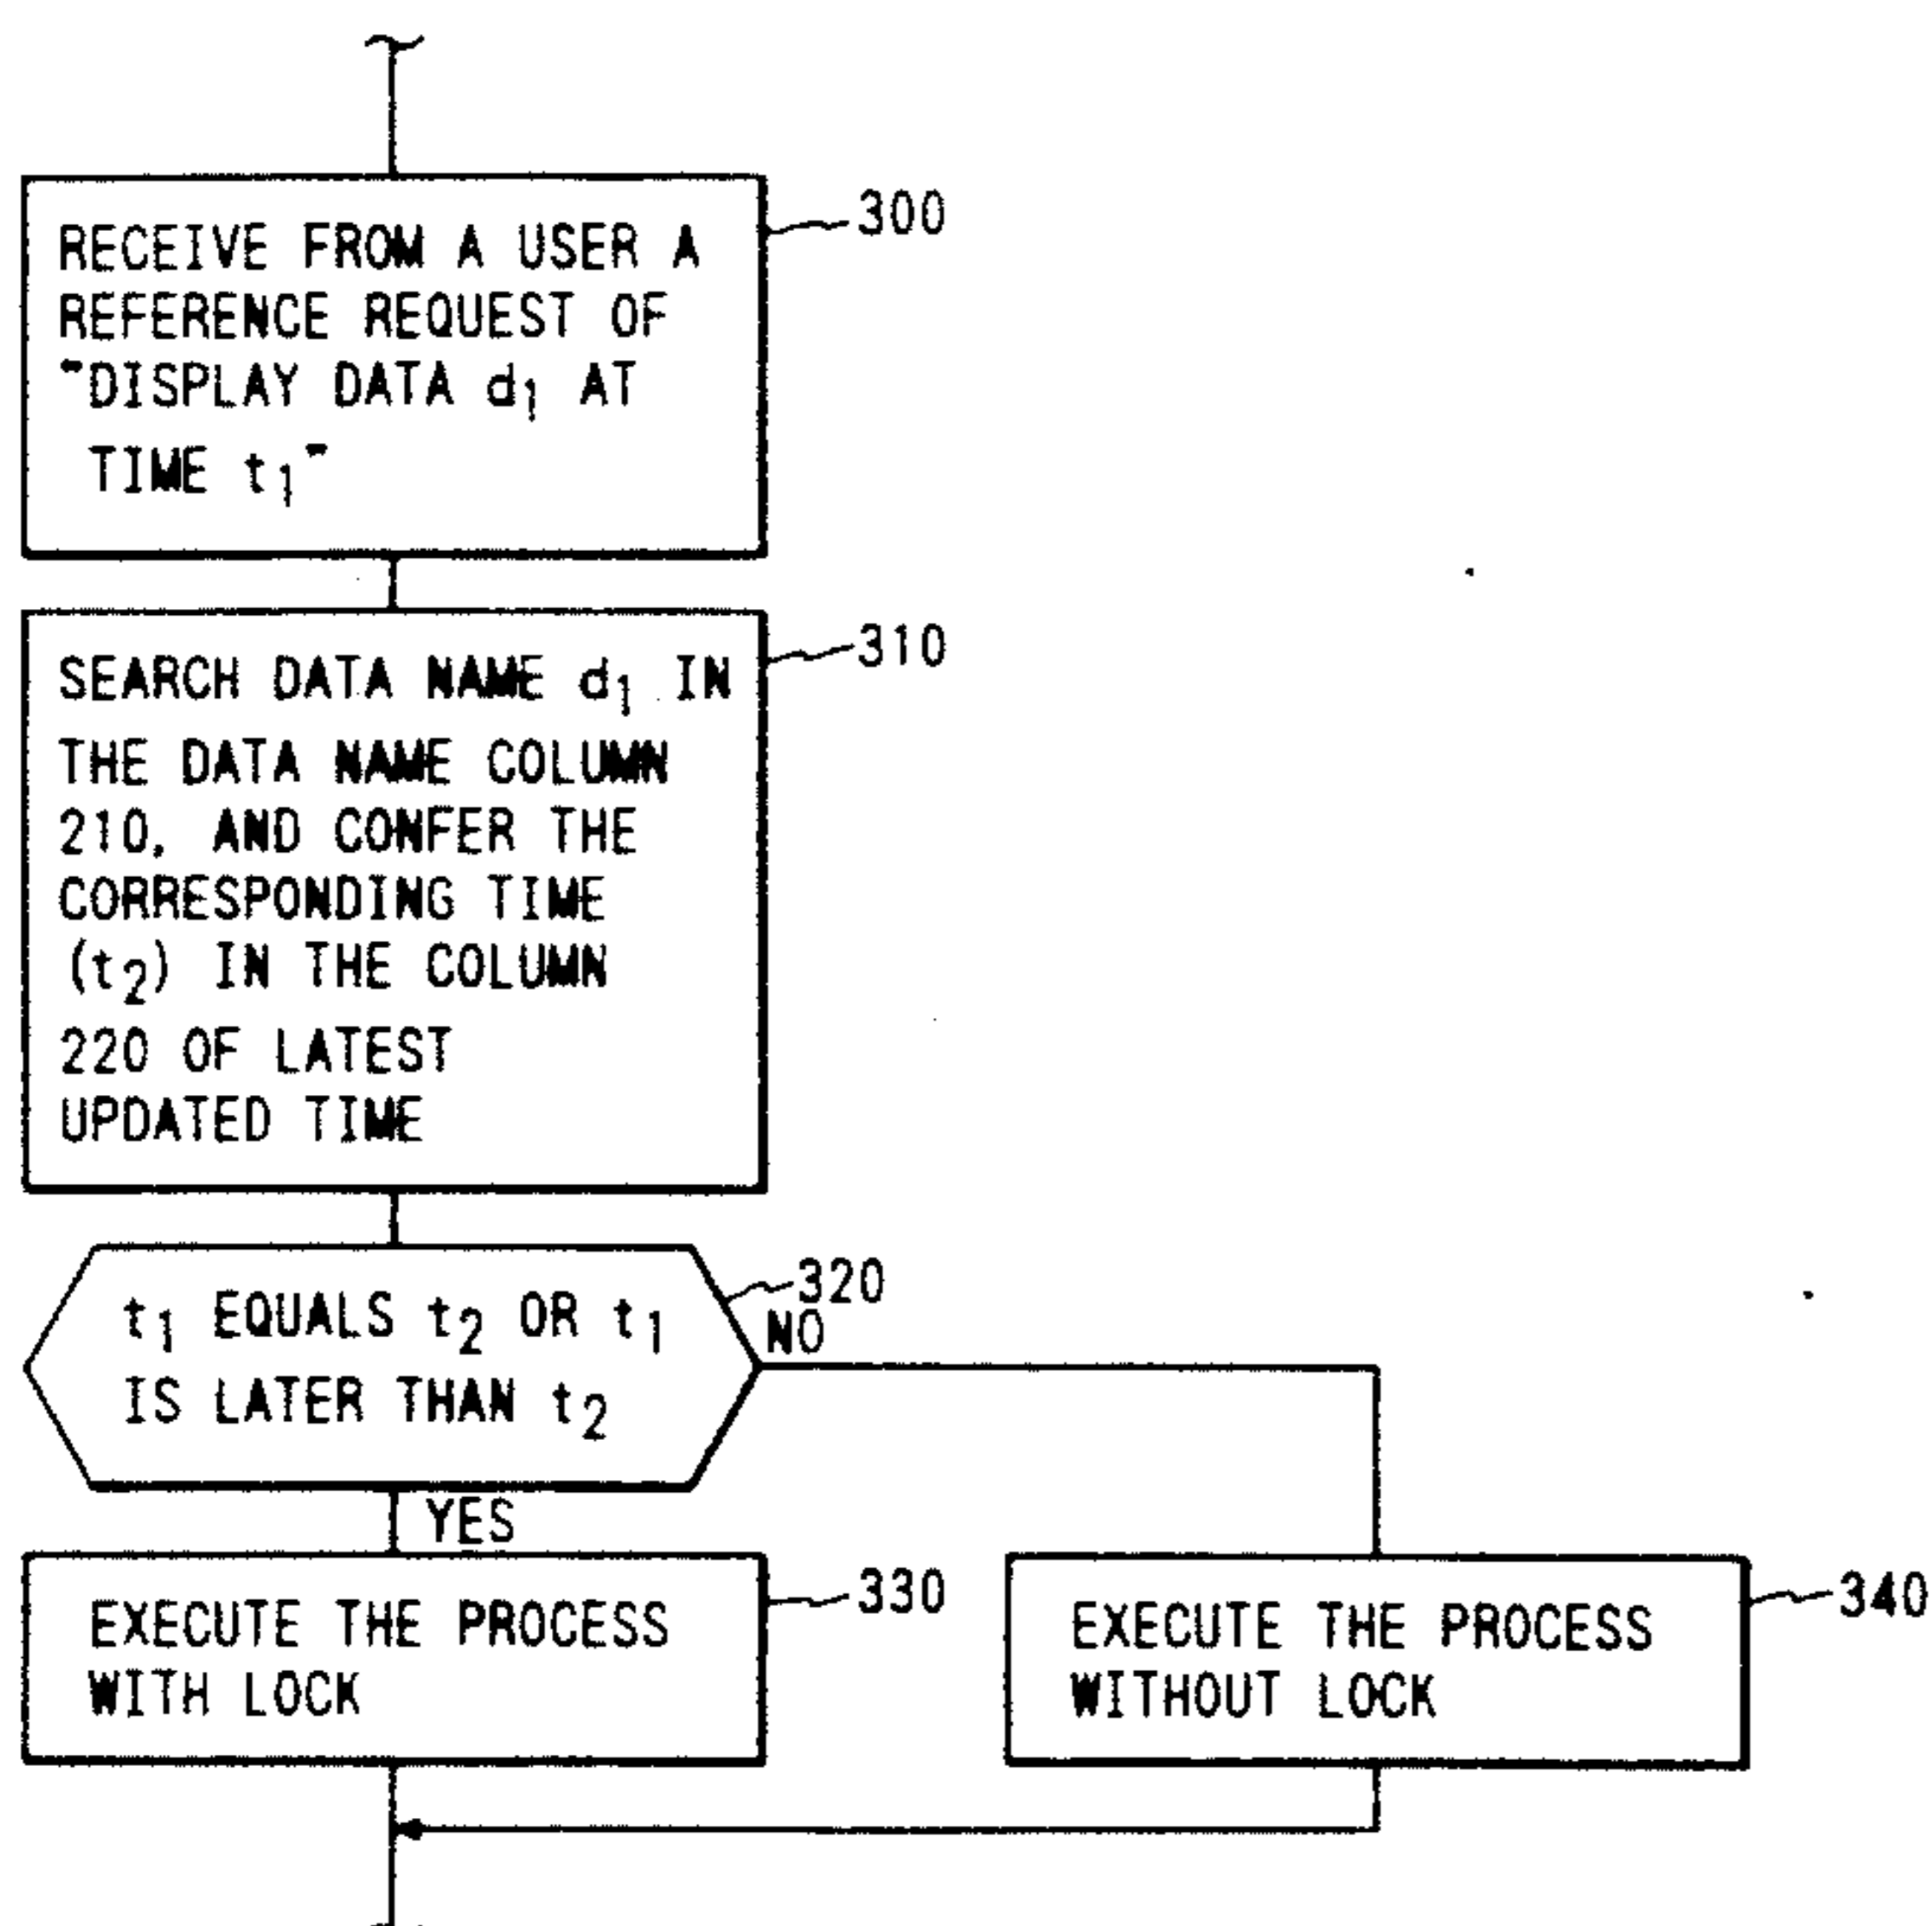 300
RECEIVE FROM A USER A
REFERENCE REQUEST OF
"DISPLAY DATA d₁ AT
TIME t₁"
310
SEARCH DATA NAME d₁ IN
THE DATA NAME COLUMN
210, AND CONFER THE
CORRESPONDING TIME
(t₂) IN THE COLUMN
220 OF LATEST
UPDATED TIME
320
t₁ EQUALS t₂ OR t₁
IS LATER THAN t₂
NO
YES
330
EXECUTE THE PROCESS
WITH LOCK
340
EXECUTE THE PROCESS
WITHOUT LOCK